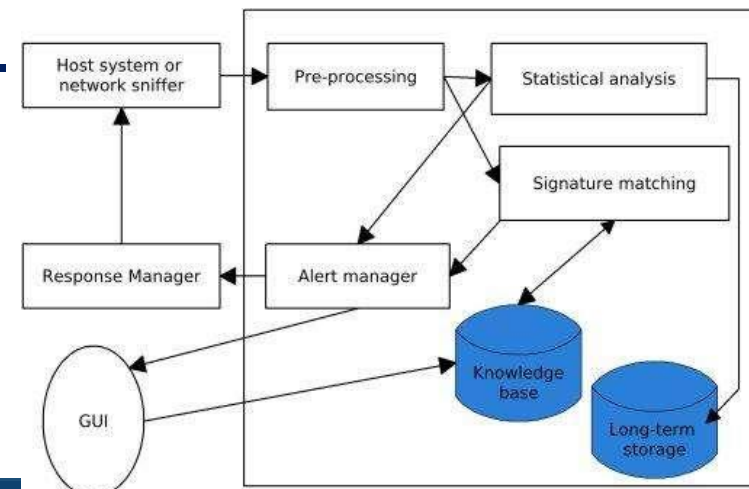 Host system or
network sniffer
Pre-processing
Statistical analysis
Signature matching
Response Manager
Alert manager
Knowledge
base
GUI
Long-term
storage